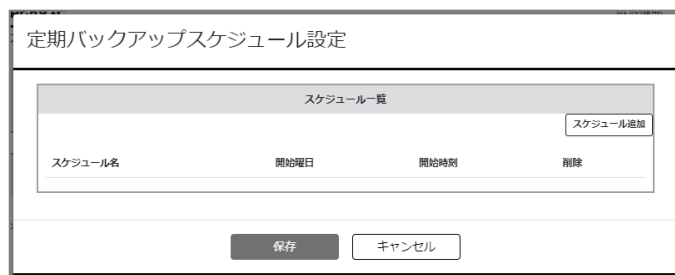 定期バックアップスケジュール設定
スケジュール一覧
スケジュール追加
スケジュール名 開始曜日 開始時刻 削除
保存 キャンセル